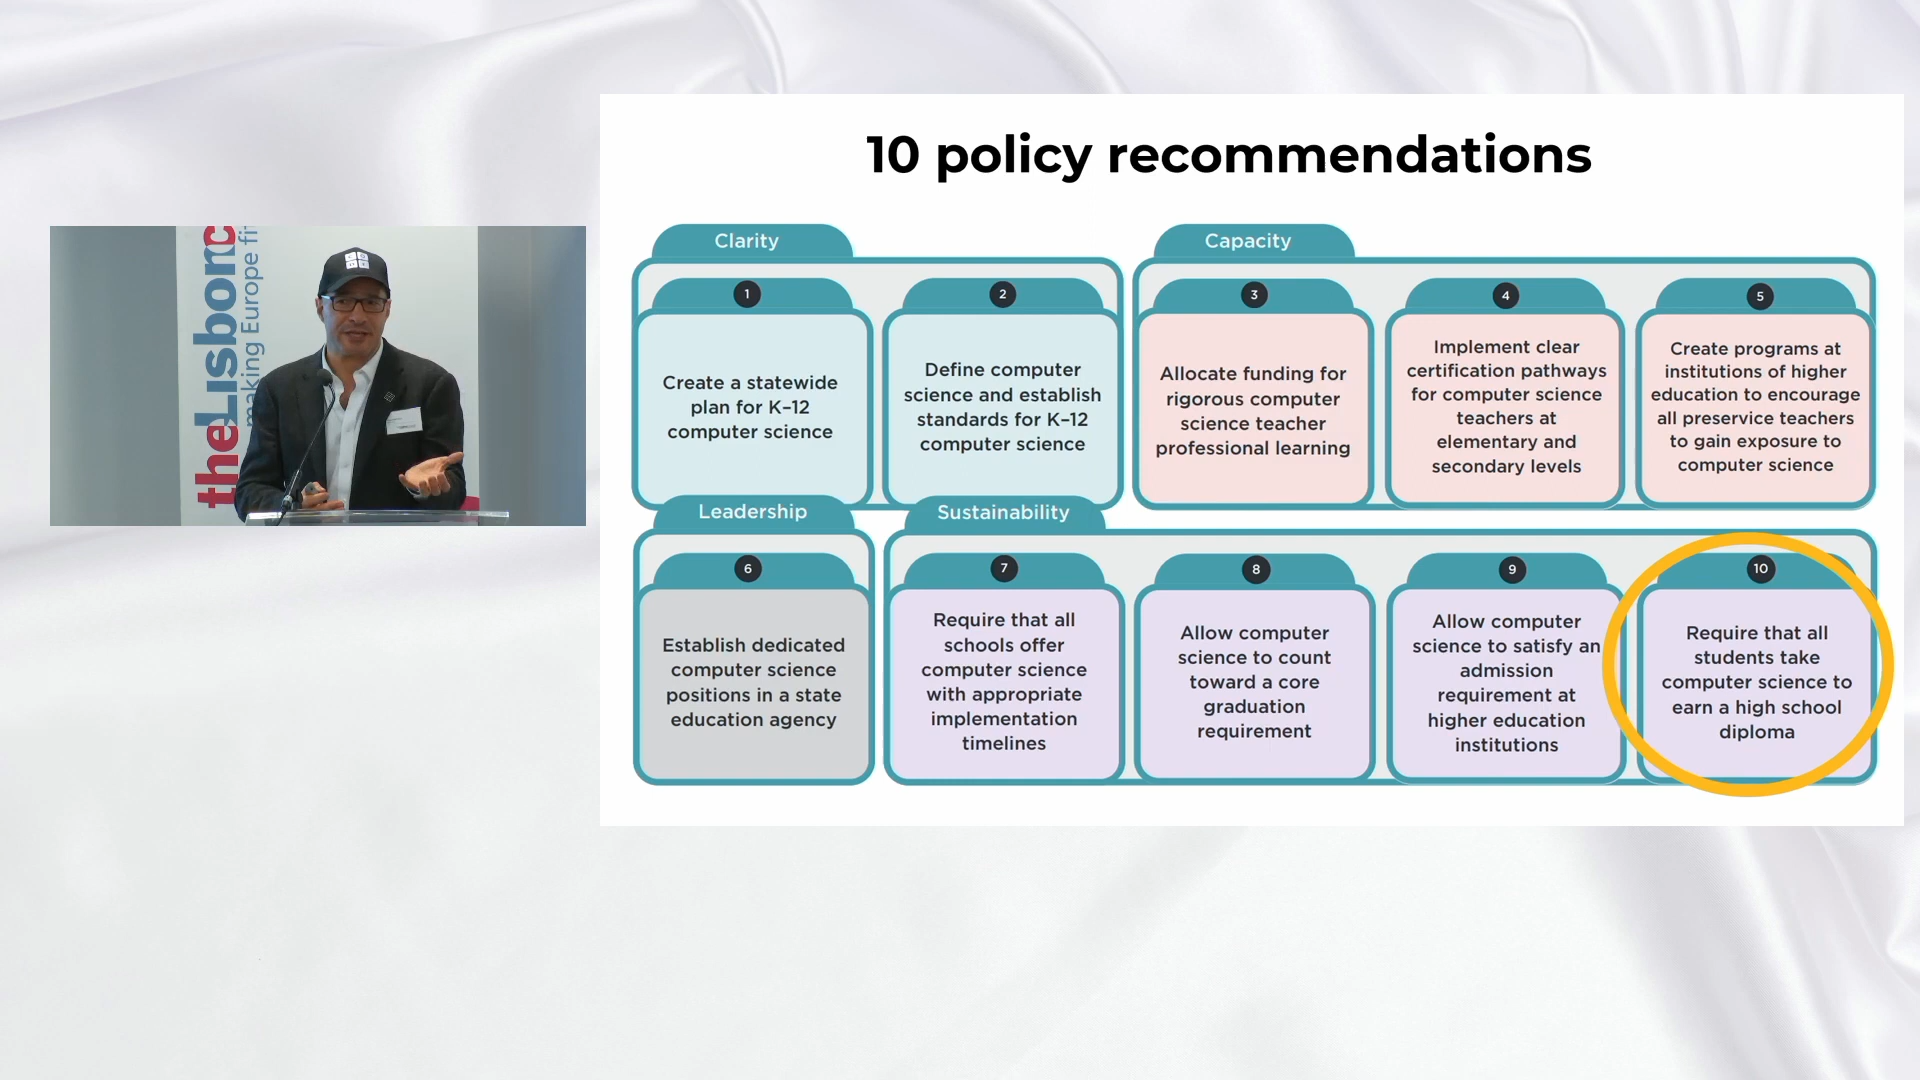 10 policy recommendations
Clarity
1
Create a statewide
plan for K–12
computer science
2
Define computer
science and establish
standards for K–12
computer science
Capacity
3
Allocate funding for
rigorous computer
science teacher
professional learning
4
Implement clear
certification pathways
for computer science
teachers at
elementary and
secondary levels
5
Create programs at
institutions of higher
education to encourage
all preservice teachers
to gain exposure to
computer science
Leadership
6
Establish dedicated
computer science
positions in a state
education agency
Sustainability
7
Require that all
schools offer
computer science
with appropriate
implementation
timelines
8
Allow computer
science to count
toward a core
graduation
requirement
9
Allow computer
science to satisfy an
admission
requirement at
higher education
institutions
10
Require that all
students take
computer science to
earn a high school
diploma
theLisbonc
making Europe fi